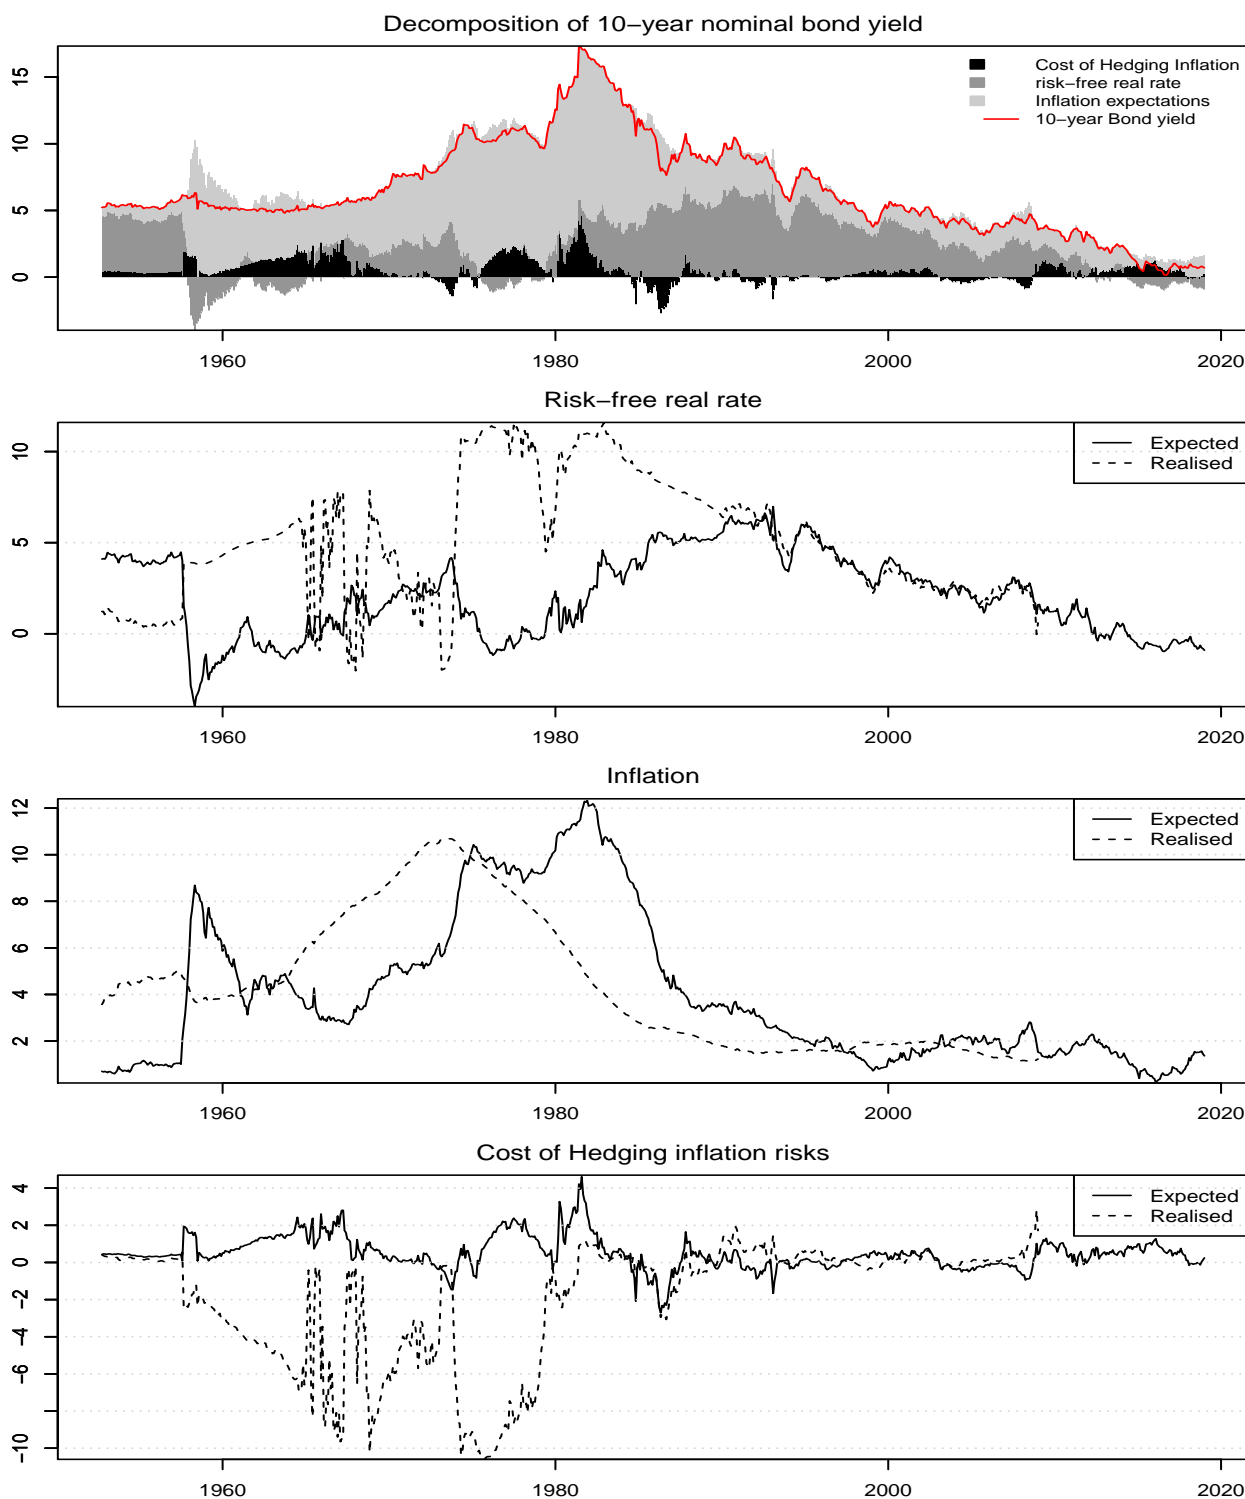 Decomposition of 10−year nominal bond yield
15
10
5
0
Cost of Hedging Inflation
risk−free real rate
Inflation expectations
10−year Bond yield
1960 1980 2000 2020
Risk−free real rate
10
5
0
Expected
Realised
1960 1980 2000 2020
Inflation
12
10
8
6
4
2
Expected
Realised
1960 1980 2000 2020
Cost of Hedging inflation risks
4
2
0
−2
−4
−6
−10
Expected
Realised
1960 1980 2000 2020